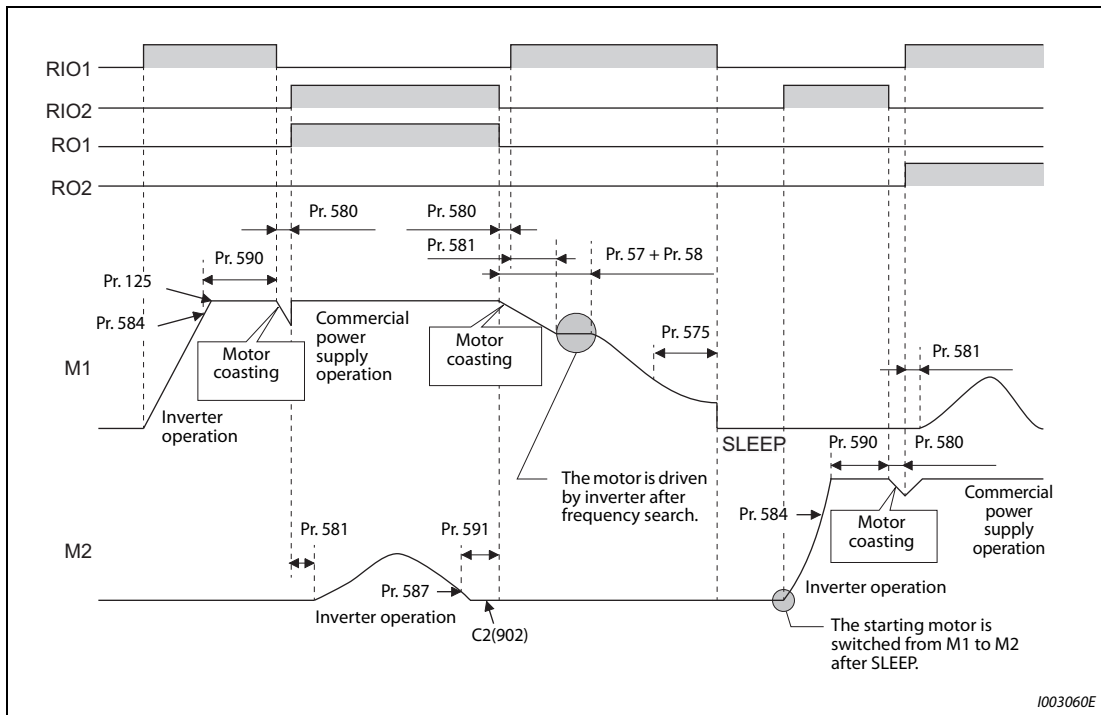 RIO1
RIO2
RO1
RO2
Pr. 580
Pr. 580
Pr. 590
Pr. 581
Pr. 57 + Pr. 58
Pr. 125
Pr. 584
Commercial
power
supply
operation
Motor
coasting
Motor
coasting
Pr. 575
Pr. 581
M1
Inverter
operation
SLEEP
Pr. 590
Pr. 580
The motor is driven
by inverter after
frequency search.
Pr. 584
Motor
coasting
Commercial
power
supply
operation
Pr. 581
Pr. 591
M2
Pr. 587
Inverter operation
C2(902)
Inverter operation
The starting motor is
switched from M1 to M2
after SLEEP.
I003060E